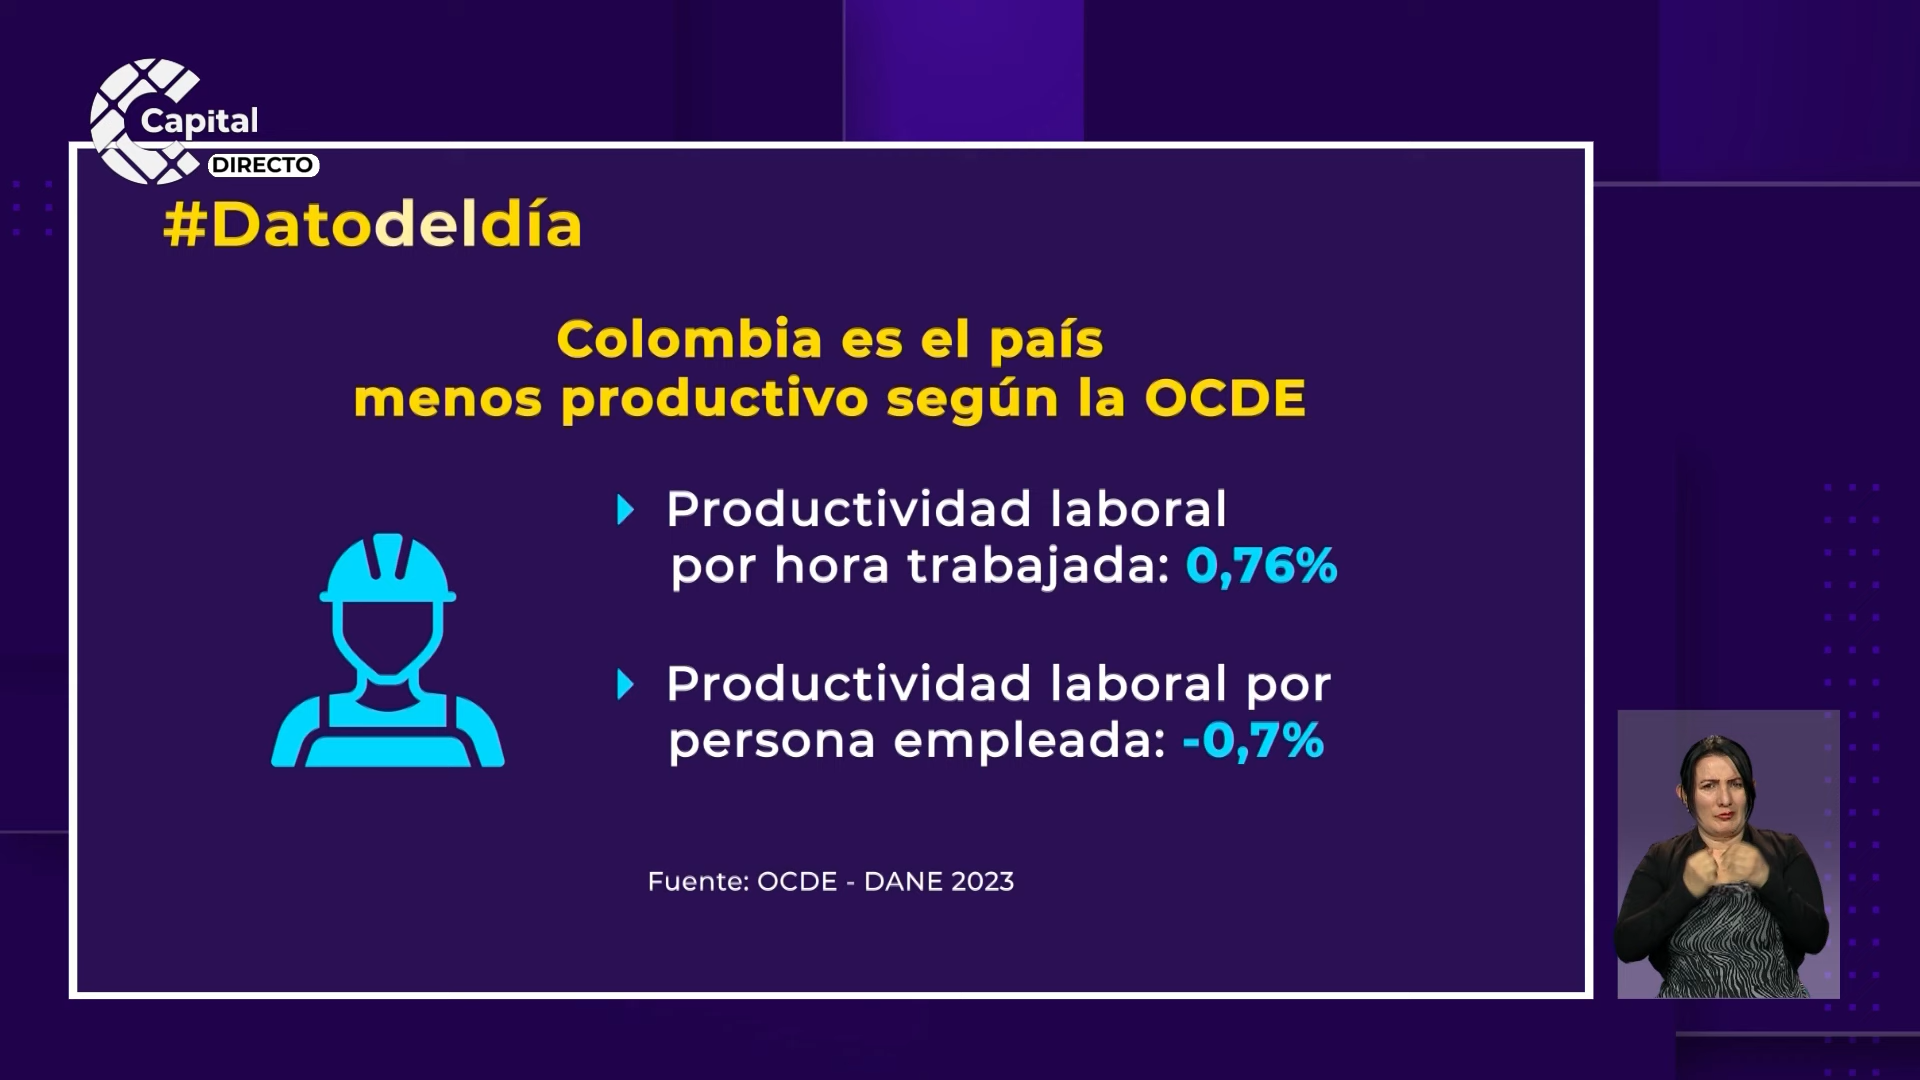 Capital
DIRECTO
#Datodeldía
Colombia es el país
menos productivo según la OCDE
Productividad laboral
por hora trabajada: 0,76%
Productividad laboral por
persona empleada: -0,7%
Fuente: OCDE - DANE 2023